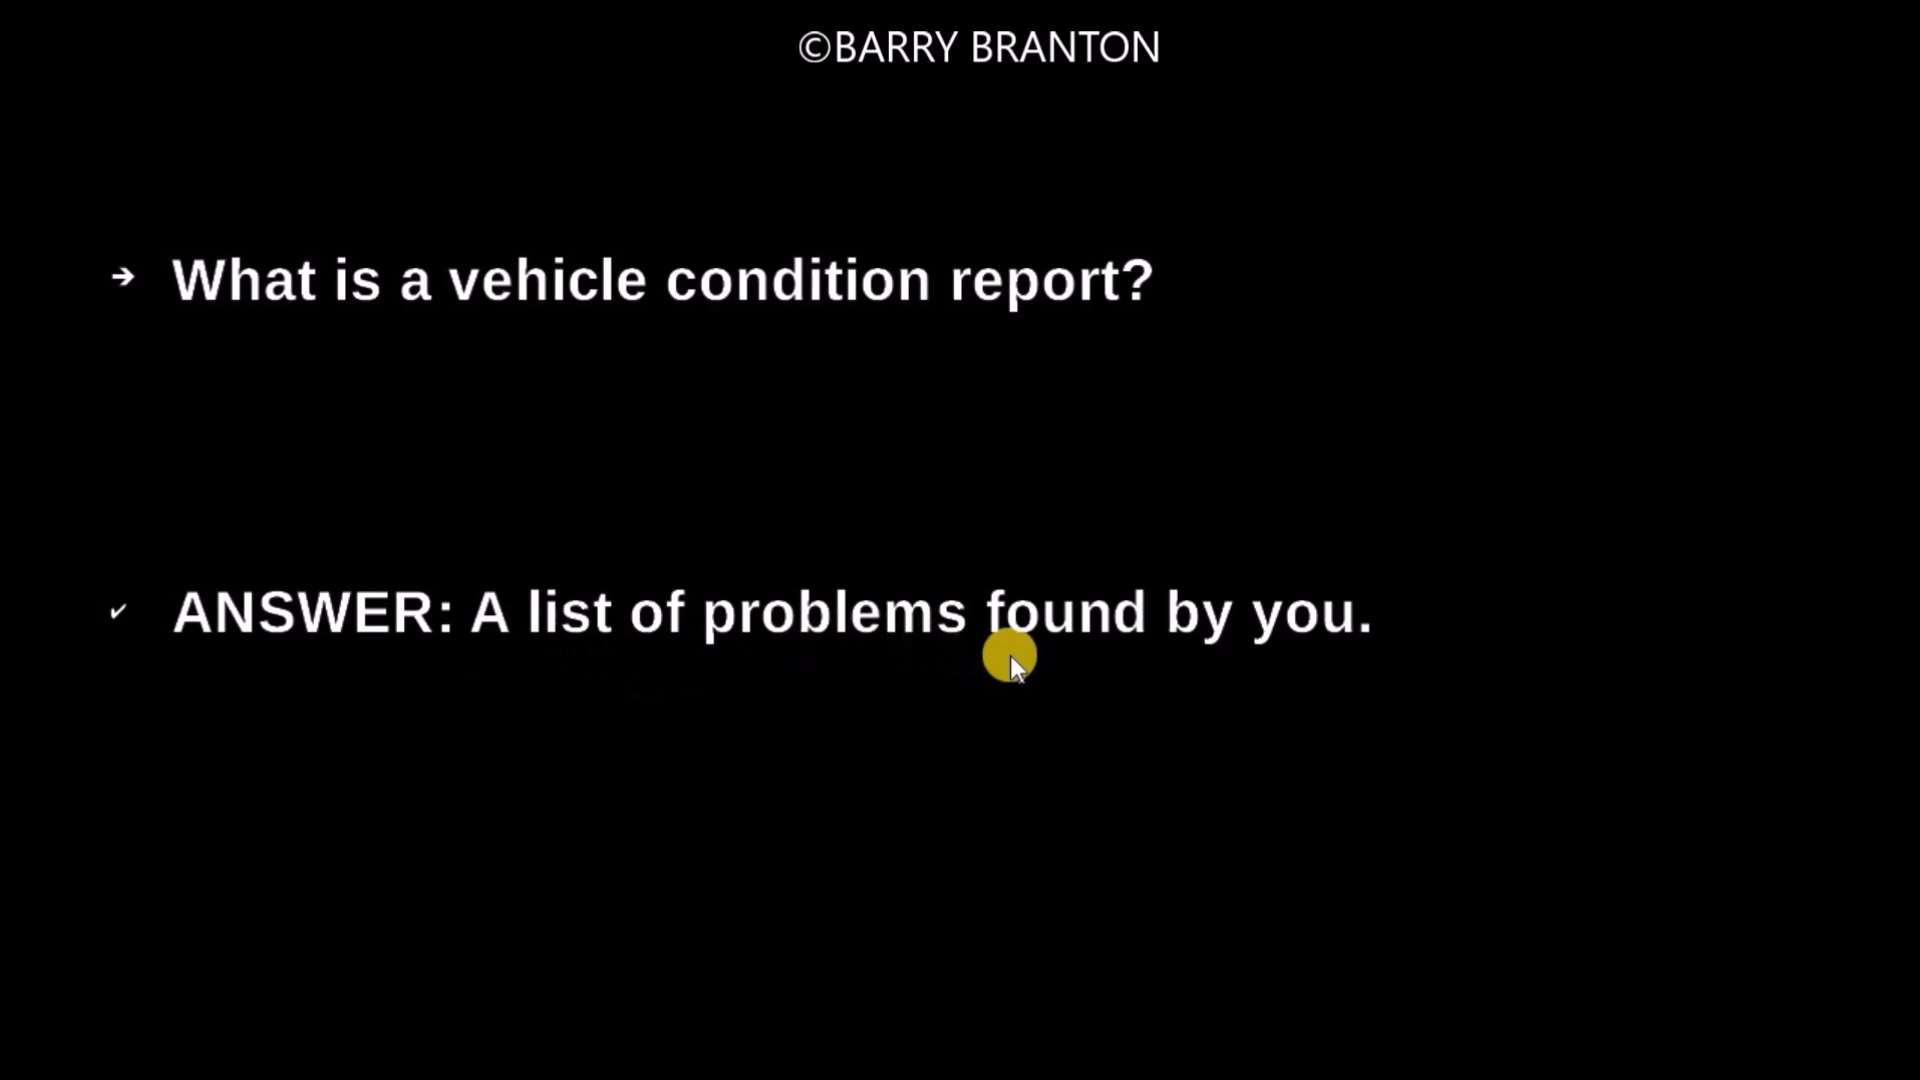 ©BARRY BRANTON
➔ What is a vehicle condition report?
✓ ANSWER: A list of problems found by you.